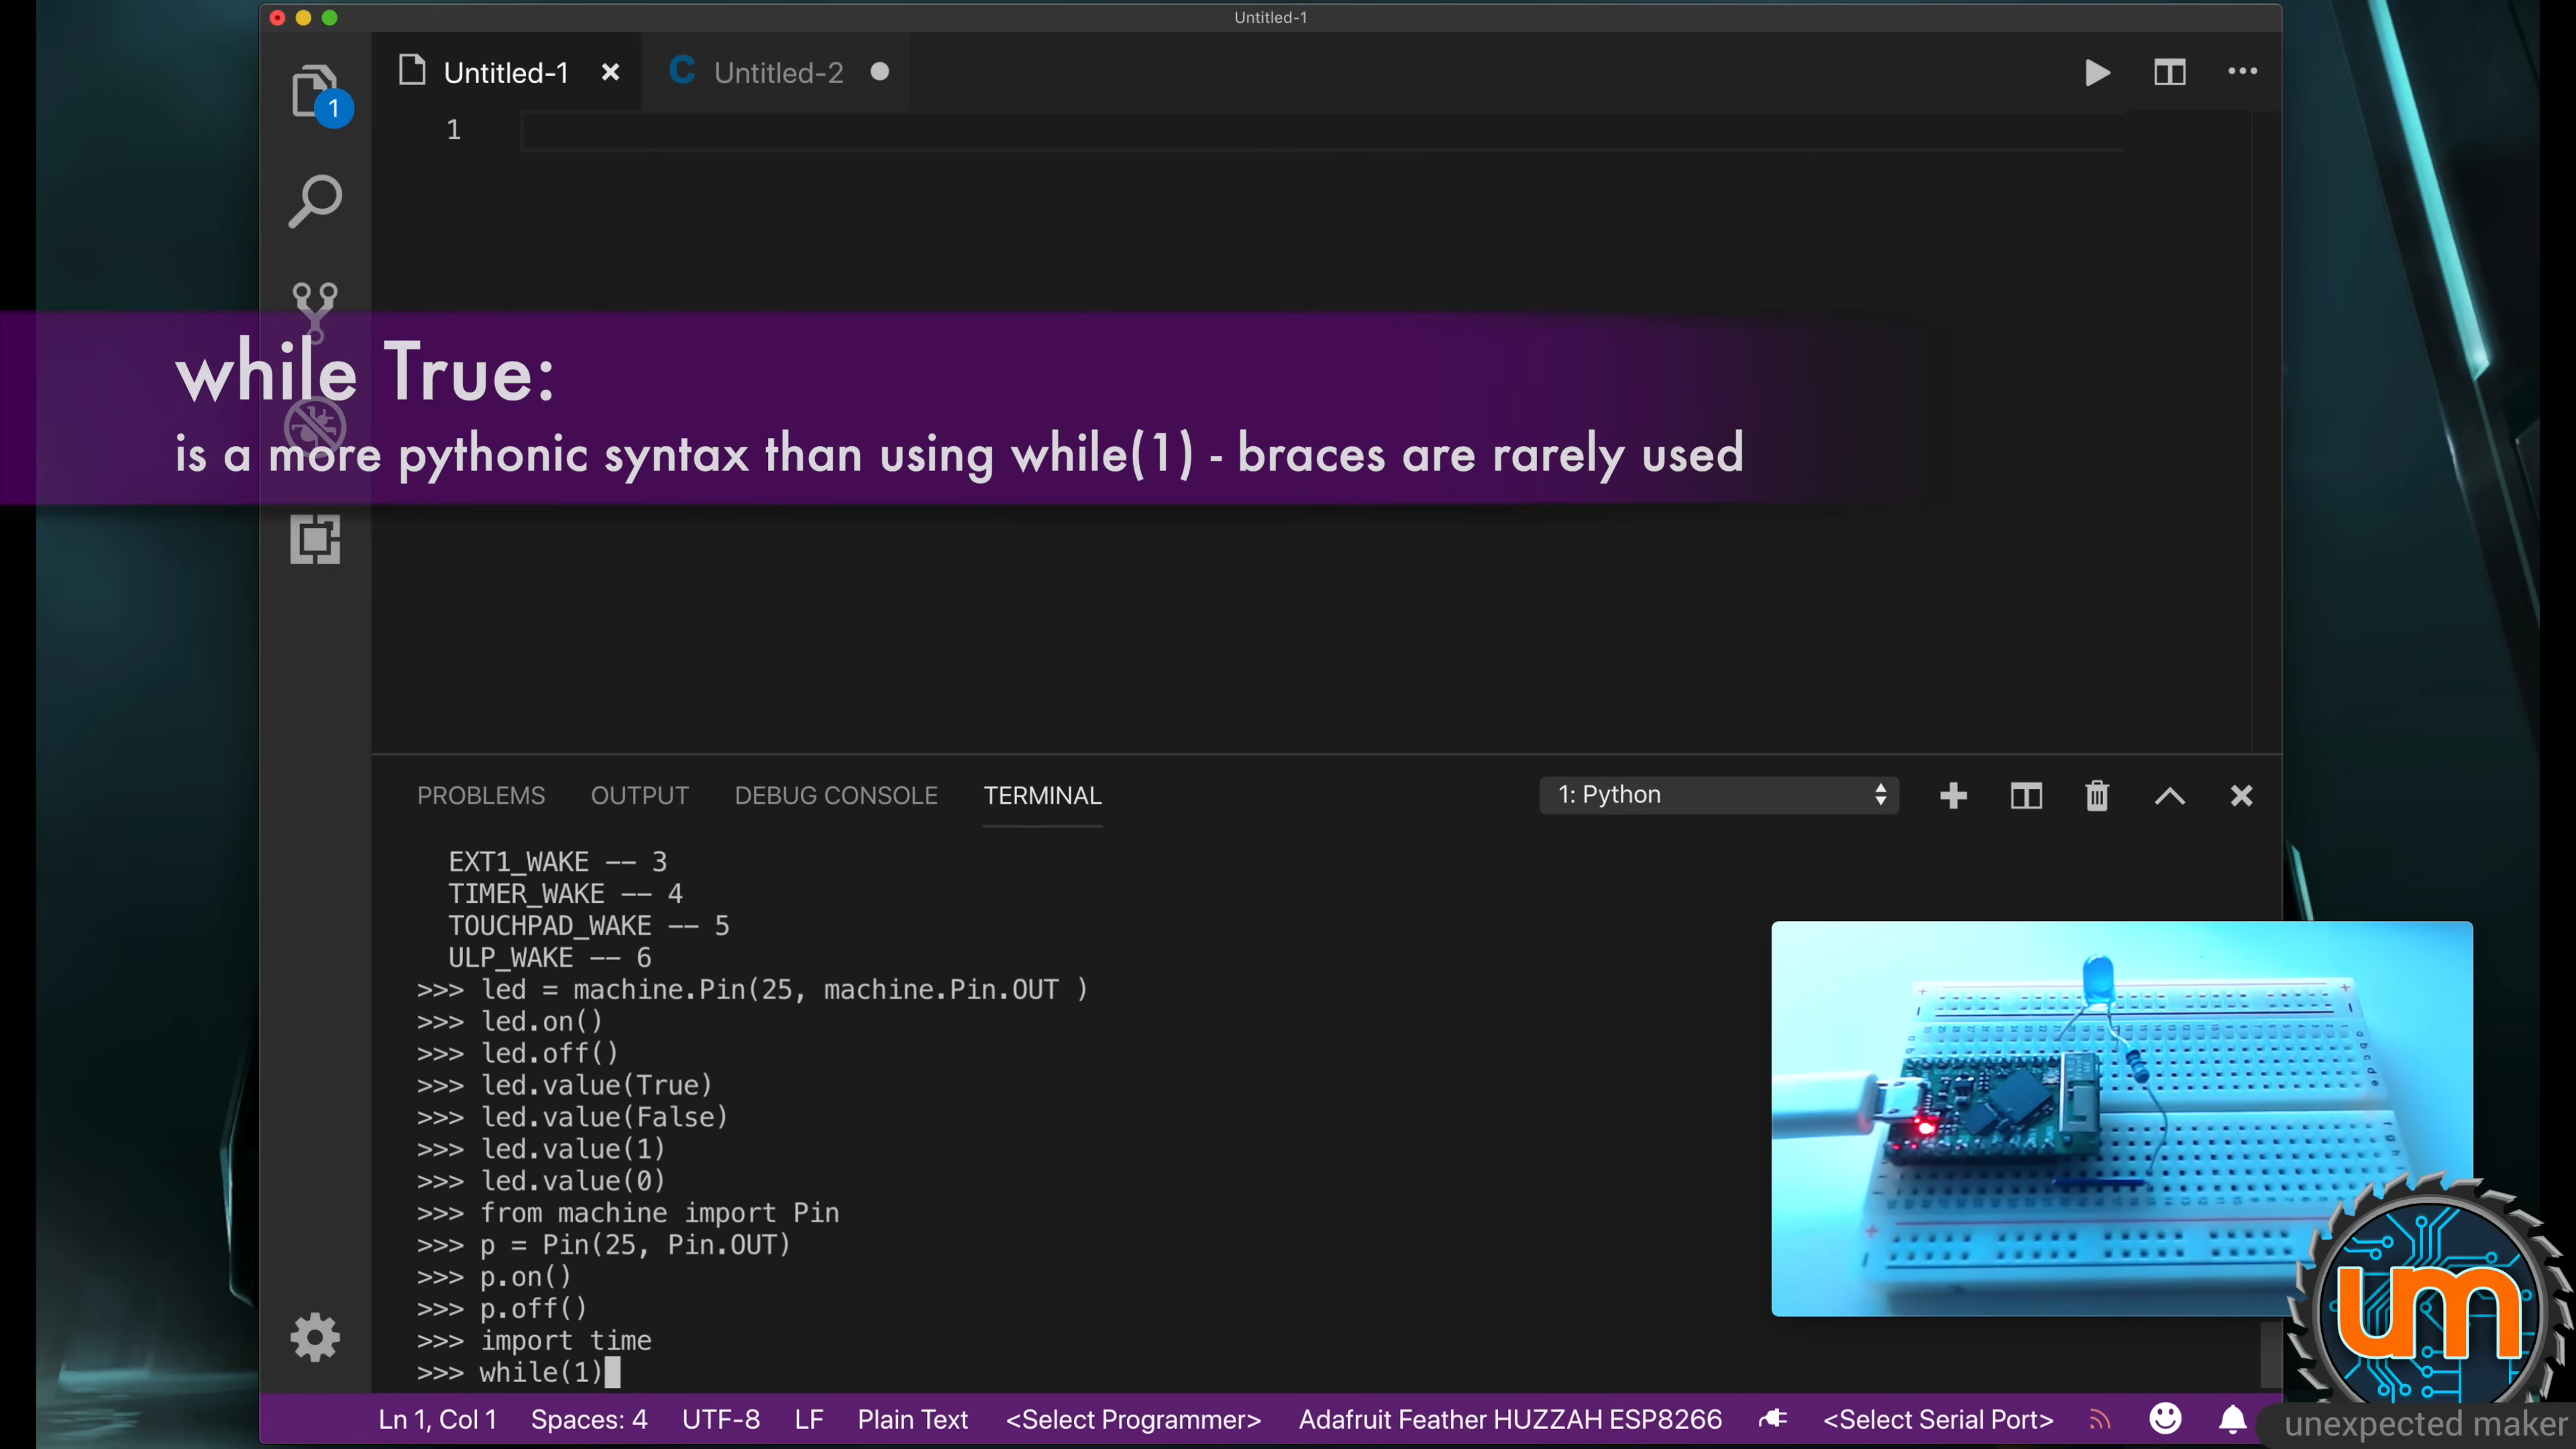 Untitled-1
Untitled-1
Untitled-2
1
1
while True:
is a more pythonic syntax than using while(1) - braces are rarely used
PROBLEMS OUTPUT DEBUG CONSOLE TERMINAL
1: Python
EXT1_WAKE -- 3
TIMER_WAKE -- 4
TOUCHPAD_WAKE -- 5
ULP_WAKE -- 6
>>> led = machine.Pin(25, machine.Pin.OUT )
>>> led.on()
>>> led.off()
>>> led.value(True)
>>> led.value(False)
>>> led.value(1)
>>> led.value(0)
>>> from machine import Pin
>>> p = Pin(25, Pin.OUT)
>>> p.on()
>>> p.off()
>>> import time
>>> while(1)
um
Ln 1, Col 1 Spaces: 4 UTF-8 LF Plain Text <Select Programmer> Adafruit Feather HUZZAH ESP8266 <Select Serial Port>
unexpected maker